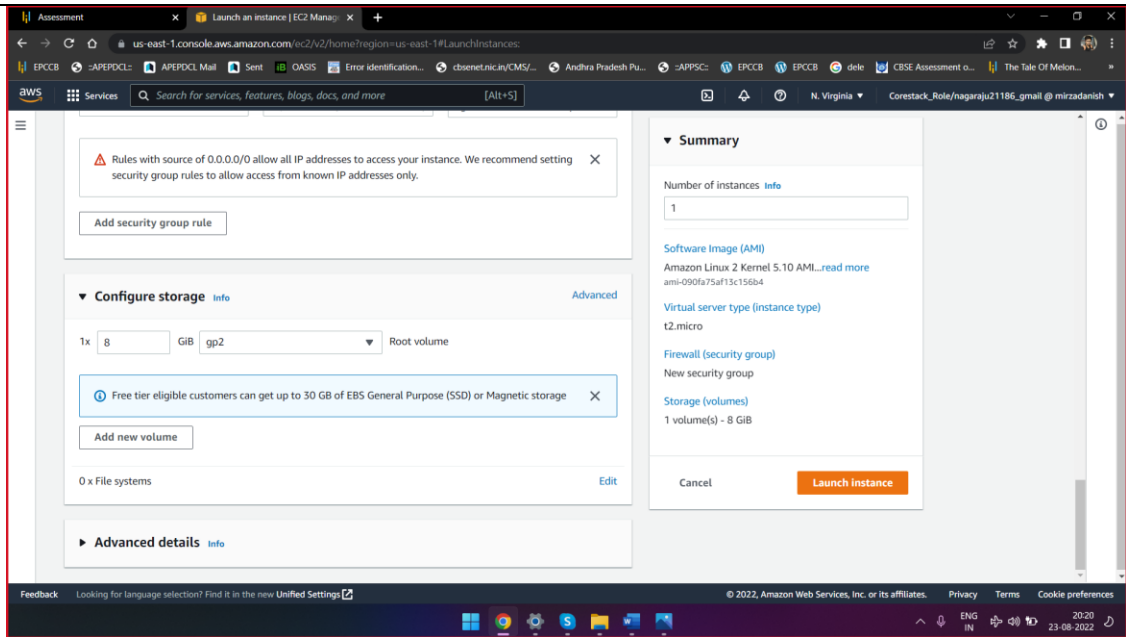 Assessment
Launch an instance | EC2 Manag
us-east-1.console.aws.amazon.com/ec2/v2/home?region=us-east-1#LaunchInstances:
EPCCB ::APEPDCL:: APEPDCL Mail Sent OASIS Error identification... cbsenet.nic.in/CMS/... Andhra Pradesh Pu... ::APPSC:: EPCCB EPCCB dele CBSE Assessment o... The Tale Of Melon... »
aws Services Search for services, features, blogs, docs, and more [Alt+S] N. Virginia Corestack_Role/nagaraju21186_gmail @ mirzadanish
Rules with source of 0.0.0.0/0 allow all IP addresses to access your instance. We recommend setting
security group rules to allow access from known IP addresses only.
Add security group rule
Configure storage Info
Advanced
1x 8 GiB gp2 Root volume
Free tier eligible customers can get up to 30 GB of EBS General Purpose (SSD) or Magnetic storage
Add new volume
0 x File systems Edit
Advanced details Info
Summary
Number of instances Info
1
Software Image (AMI)
Amazon Linux 2 Kernel 5.10 AMI...read more
ami-090fa75af13c156b4
Virtual server type (instance type)
t2.micro
Firewall (security group)
New security group
Storage (volumes)
1 volume(s) - 8 GiB
Cancel Launch instance
Feedback Looking for language selection? Find it in the new Unified Settings © 2022, Amazon Web Services, Inc. or its affiliates. Privacy Terms Cookie preferences
ENG
IN
20:20
23-08-2022